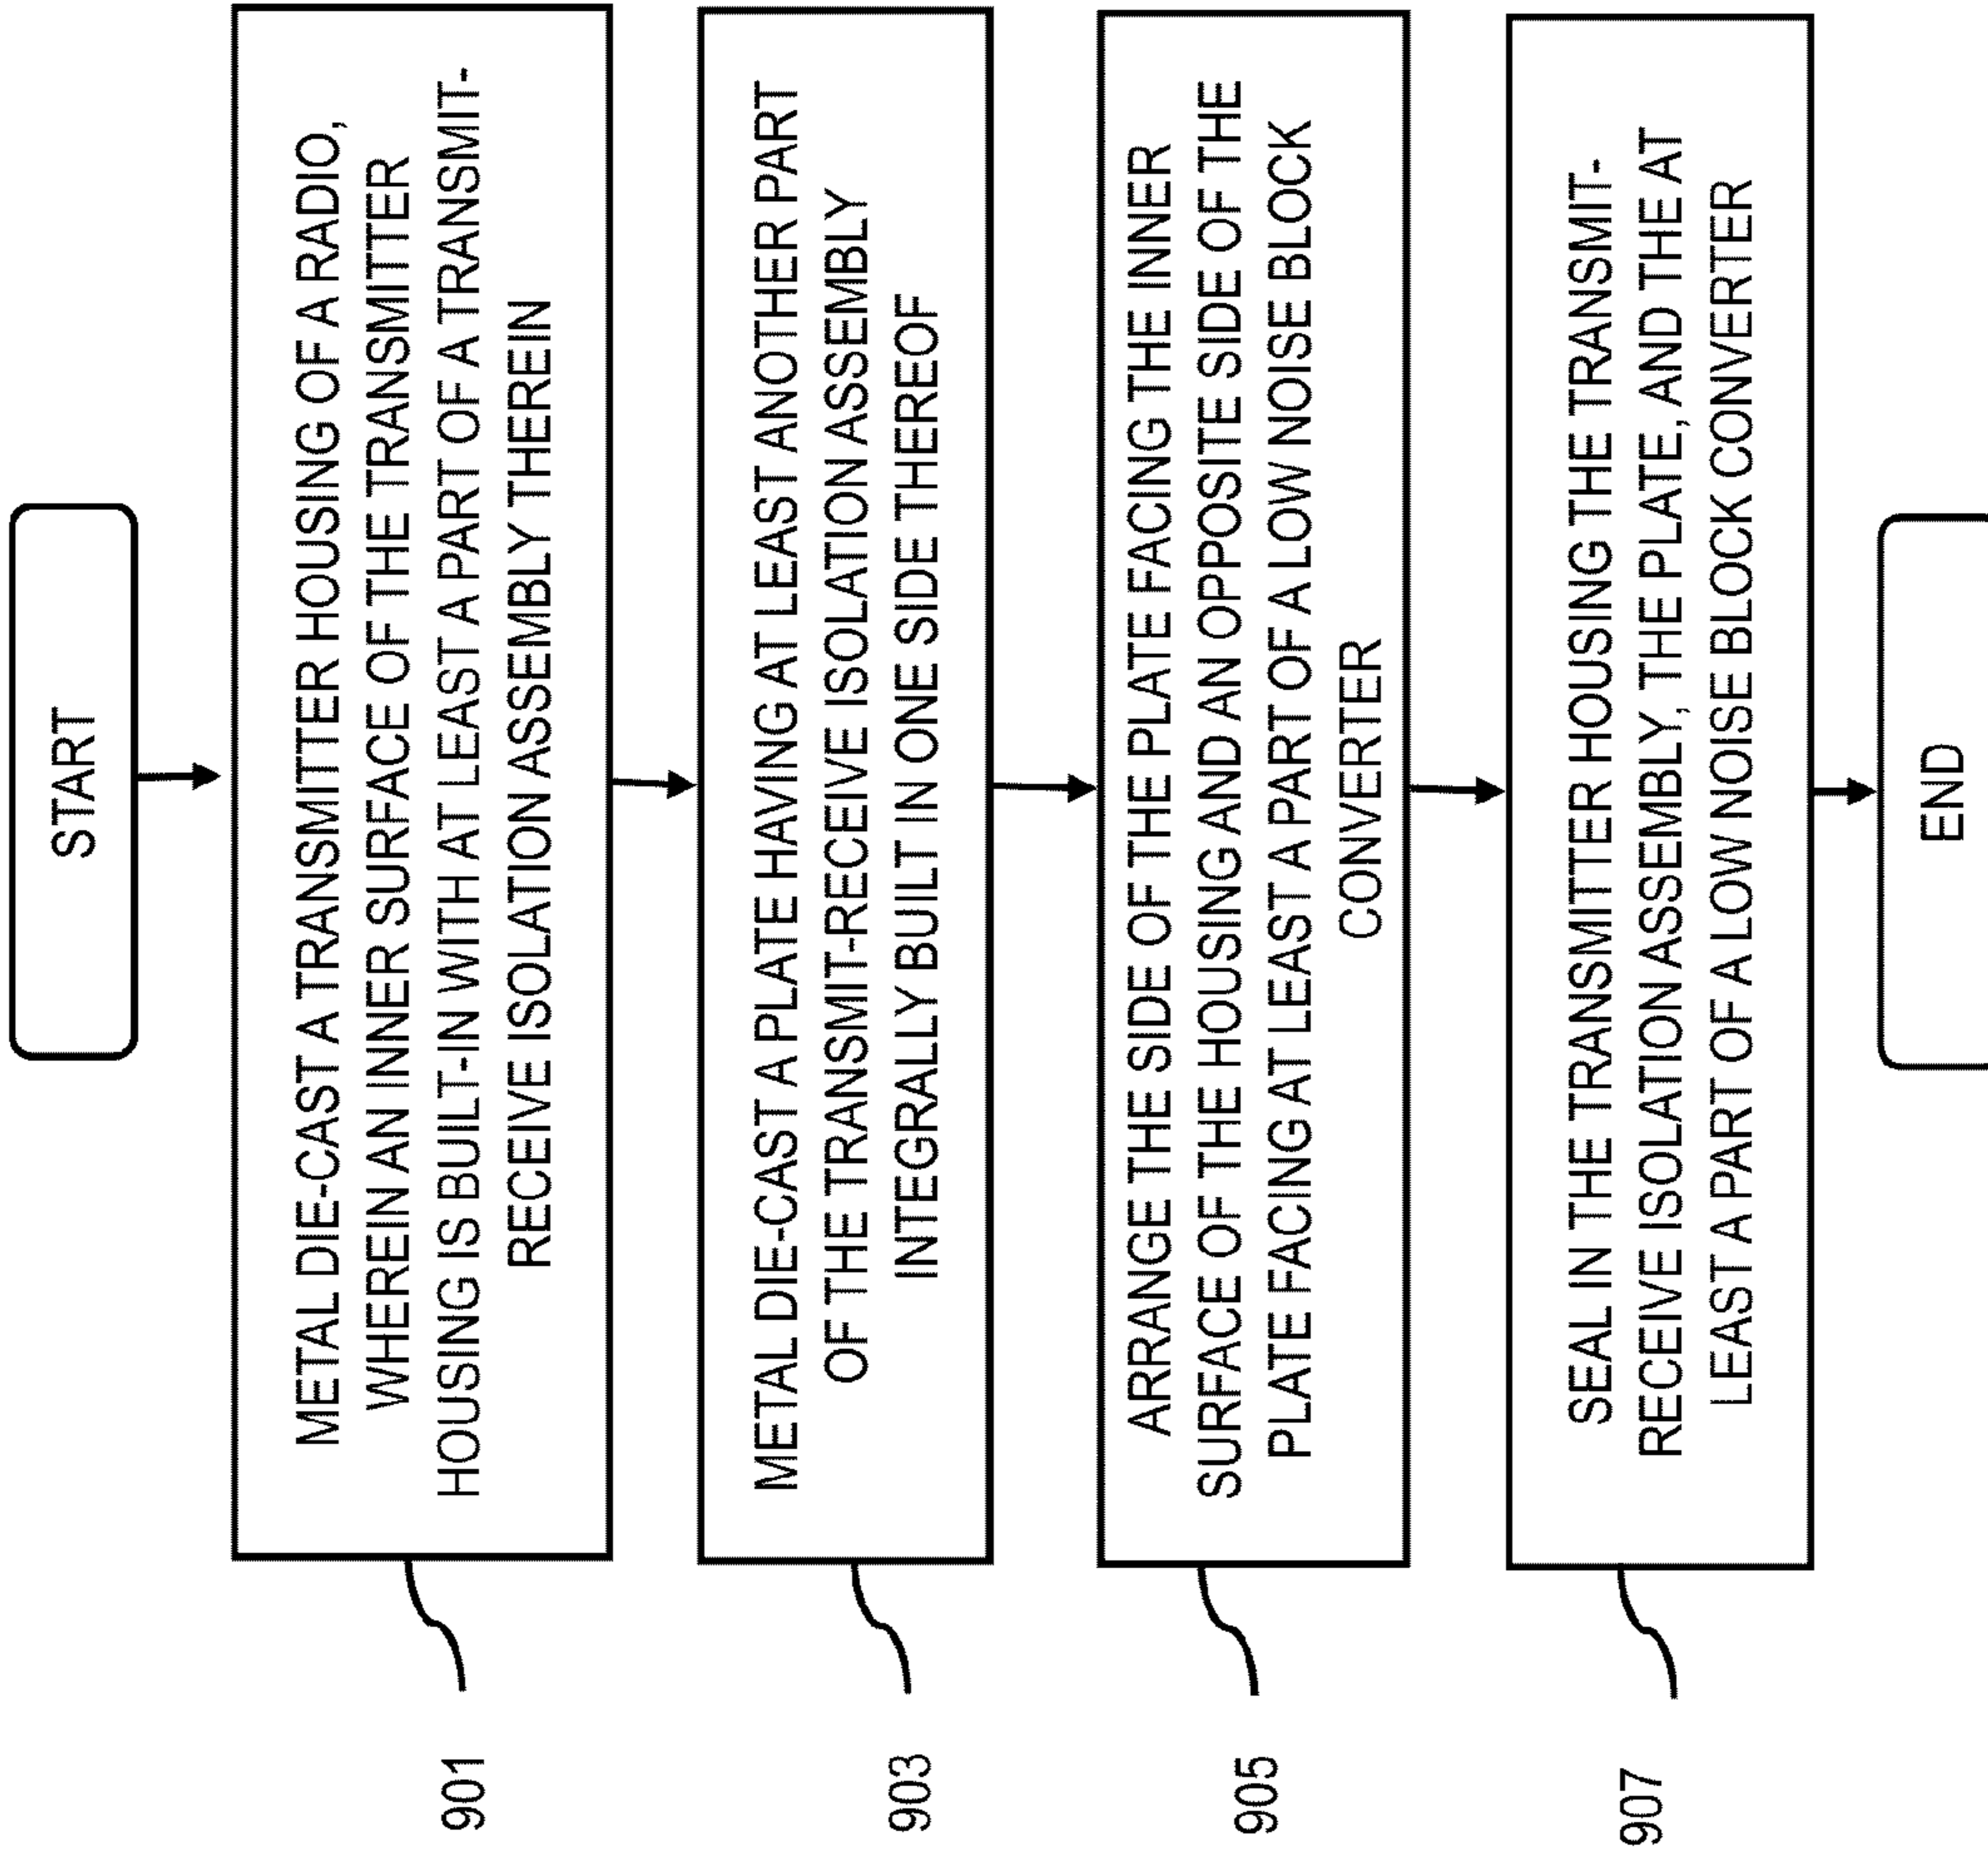 START
METAL DIE-CAST A TRANSMITTER HOUSING OF A RADIO,
WHEREIN AN INNER SURFACE OF THE TRANSMITTER
HOUSING IS BUILT-IN WITH AT LEAST A PART OF A TRANSMIT-
RECEIVE ISOLATION ASSEMBLY THEREIN
901
METAL DIE-CAST A PLATE HAVING AT LEAST ANOTHER PART
OF THE TRANSMIT-RECEIVE ISOLATION ASSEMBLY
INTEGRALLY BUILT IN ONE SIDE THEREOF
903
ARRANGE THE SIDE OF THE PLATE FACING THE INNER
SURFACE OF THE HOUSING AND AN OPPOSITE SIDE OF THE
PLATE FACING AT LEAST A PART OF A LOW NOISE BLOCK
CONVERTER
905
SEAL IN THE TRANSMITTER HOUSING THE TRANSMIT-
RECEIVE ISOLATION ASSEMBLY, THE PLATE, AND THE AT
LEAST A PART OF A LOW NOISE BLOCK CONVERTER
907
END